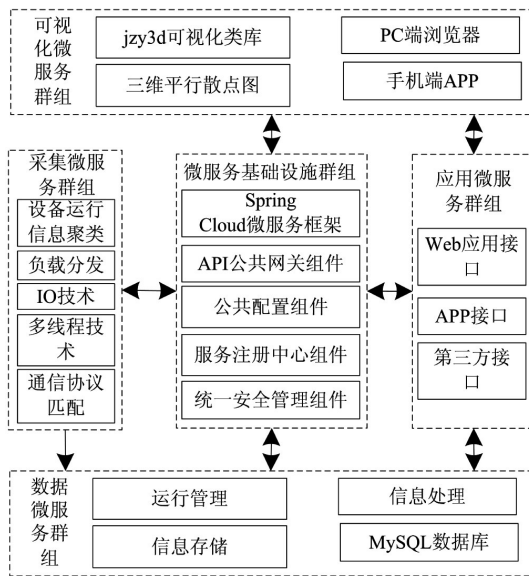 可视
化微
服务
群组
jzy3d可视化类库
PC端浏览器
三维平行散点图
手机端APP
采集微服
务群组
设备运行
信息聚类
负载分发
IO技术
多线程技
术
通信协议
匹配
微服务基础设施群组
Spring
Cloud微服务框架
API公共网关组件
公共配置组件
服务注册中心组件
统一安全管理组件
应用微服
务群组
Web应用接
口
APP接口
第三方接
口
数据
微服
务群
组
运行管理
信息处理
信息存储
MySQL数据库